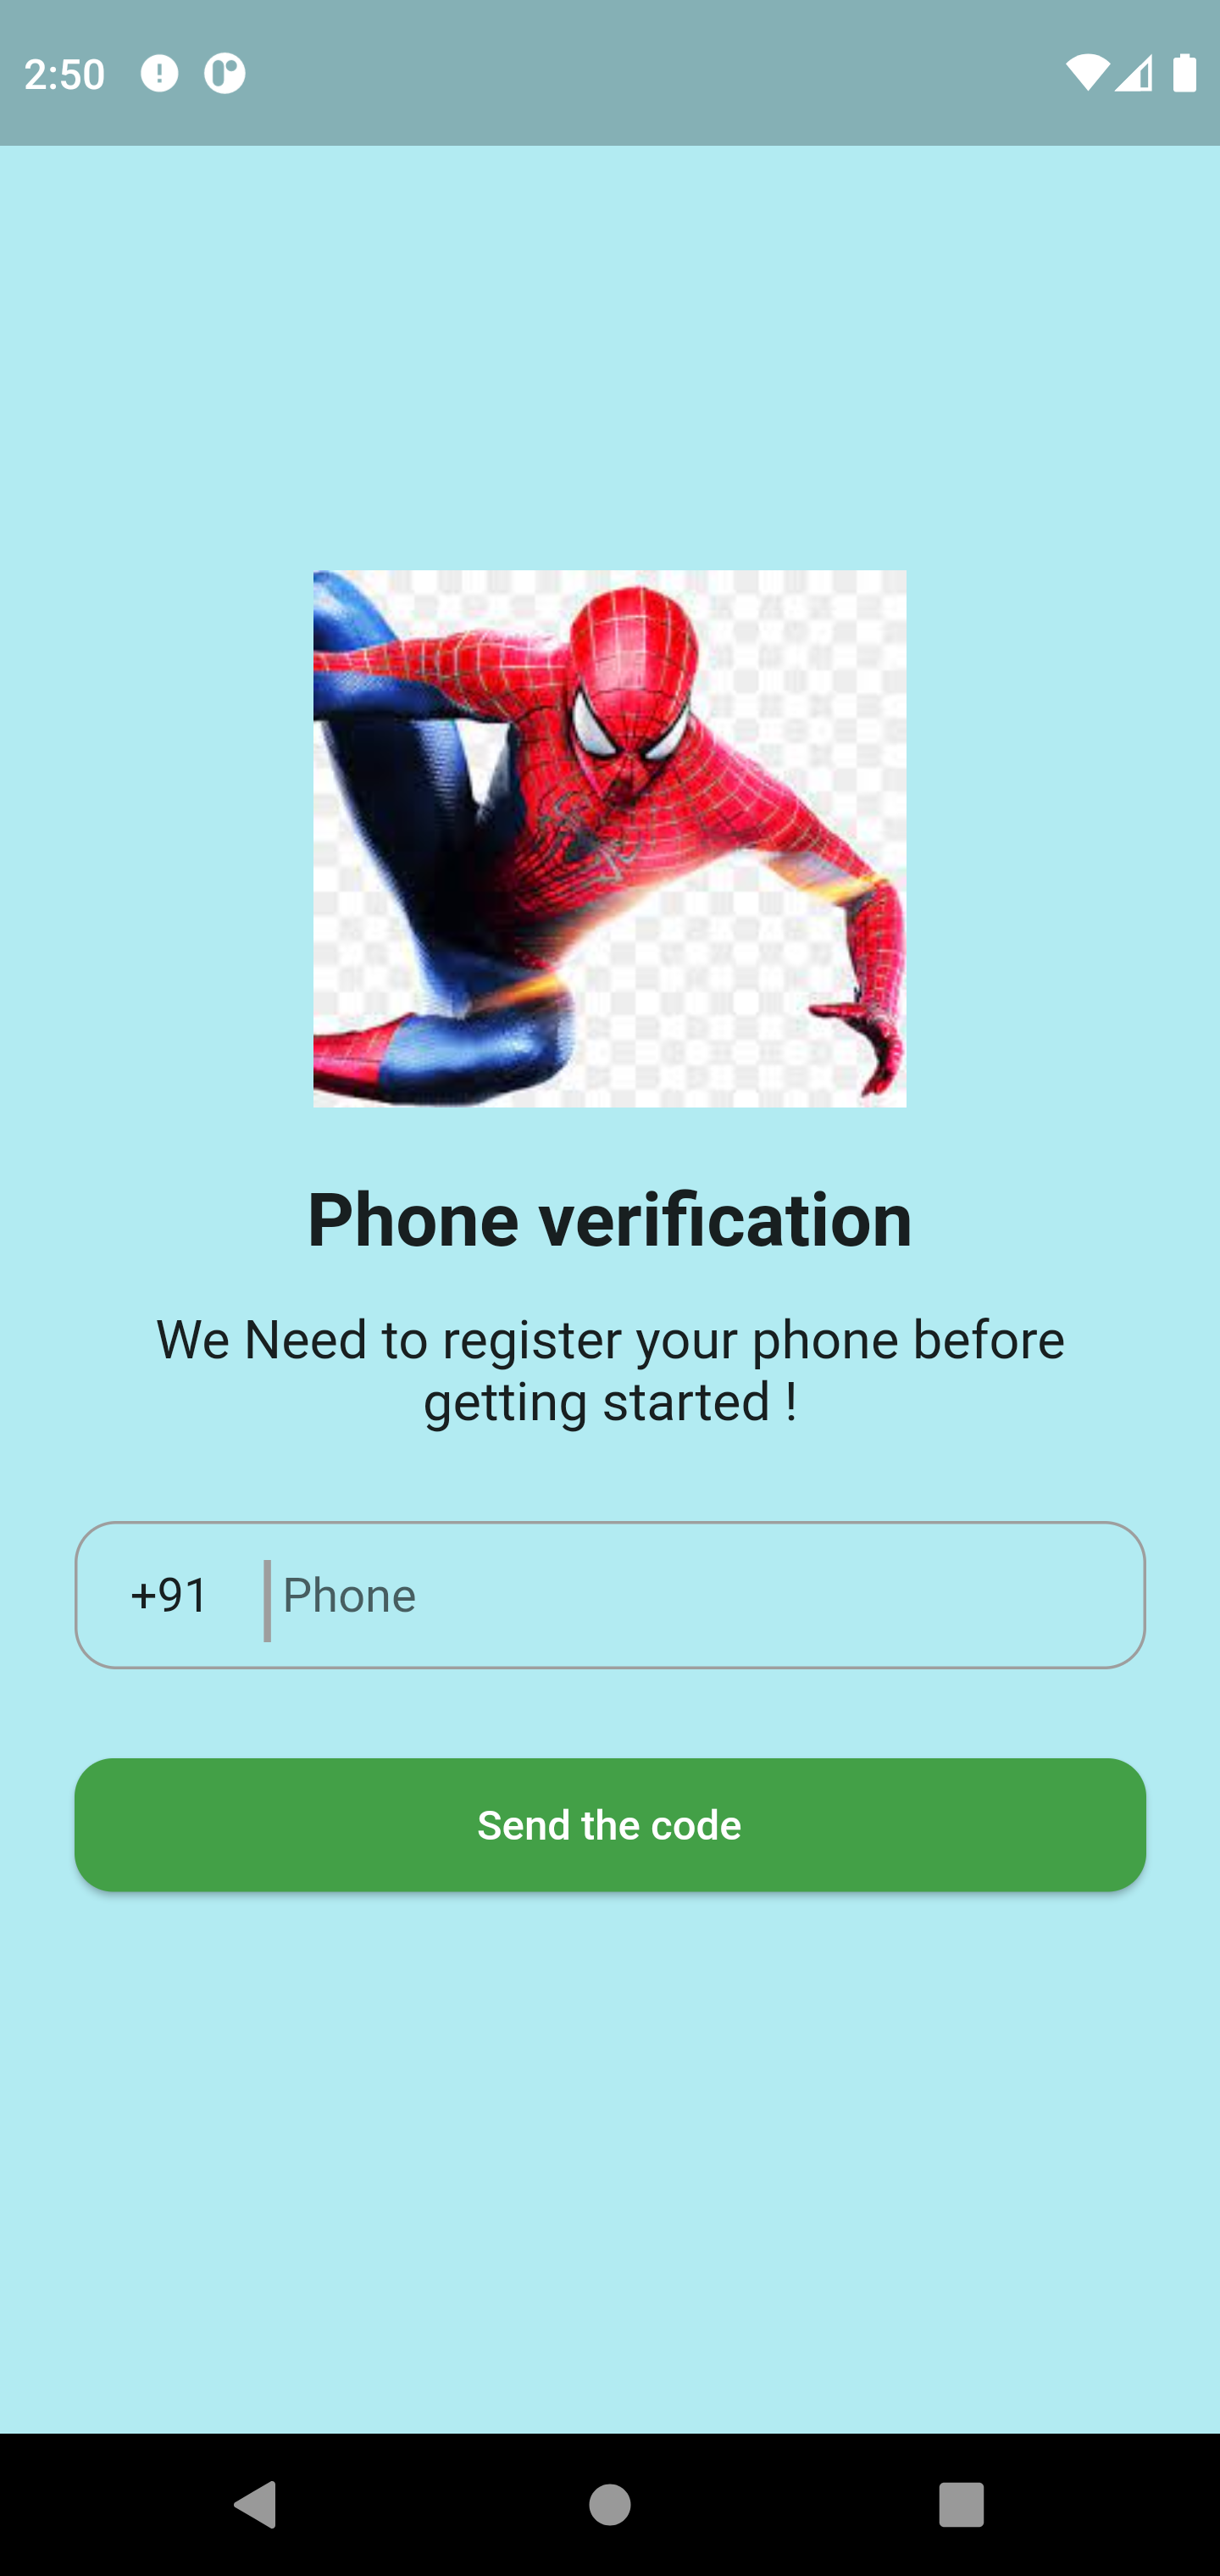 2:50
Phone verification
We Need to register your phone before
getting started !
+91 Phone
Send the code